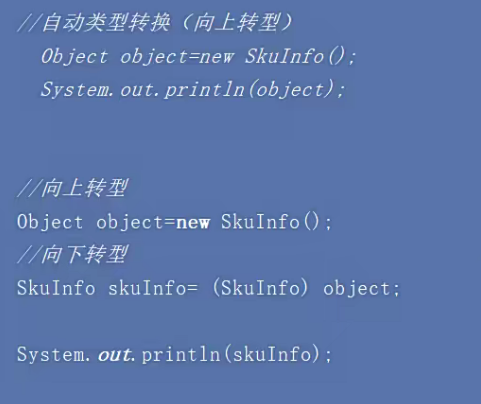 //自动类型转换（向上转型）
Object object=new SkuInfo();
System.out.println(object);
//向上转型
Object object=new SkuInfo();
//向下转型
SkuInfo skuInfo= (SkuInfo) object;
System.out.println(skuInfo);